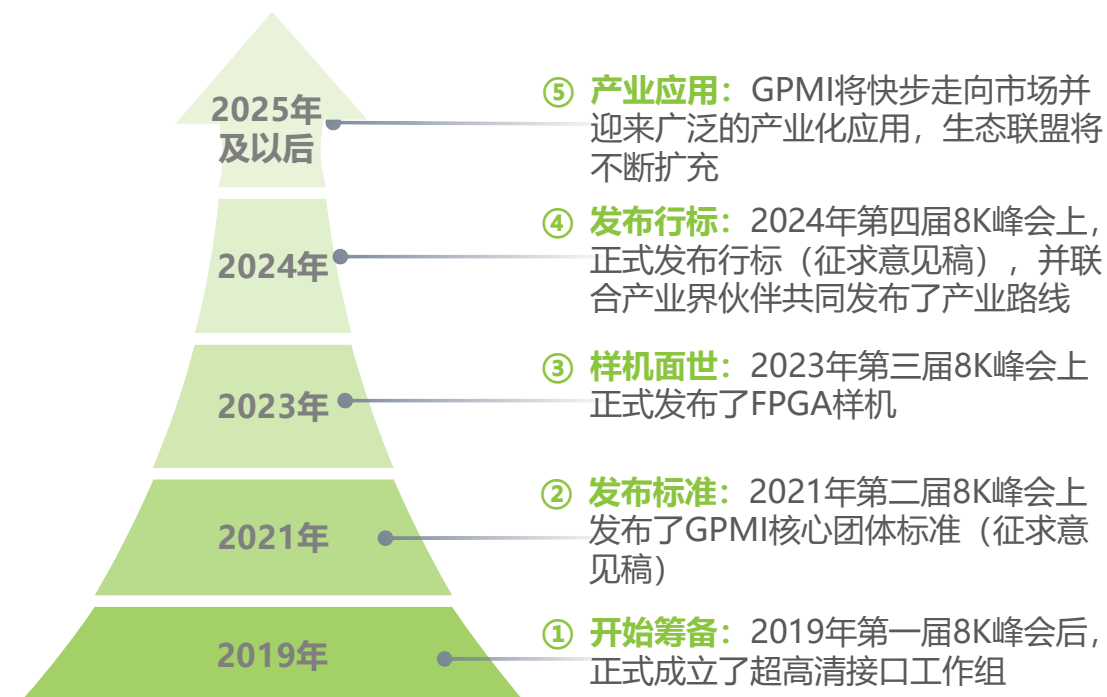 2025年
及以后
⑤ 产业应用：GPMI将快步走向市场并
迎来广泛的产业化应用，生态联盟将
不断扩充
2024年
④ 发布行标：2024年第四届8K峰会上，
正式发布行标（征求意见稿），并联
合产业界伙伴共同发布了产业路线
2023年
③ 样机面世：2023年第三届8K峰会上
正式发布了FPGA样机
2021年
② 发布标准：2021年第二届8K峰会上
发布了GPMI核心团体标准（征求意
见稿）
2019年
① 开始筹备：2019年第一届8K峰会后，
正式成立了超高清接口工作组